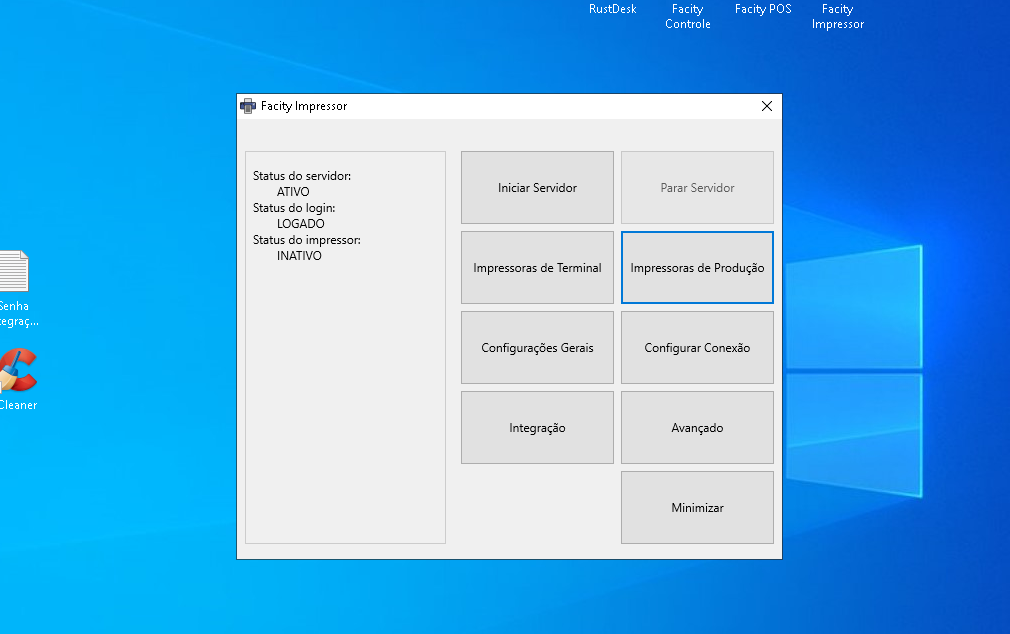 RustDesk
Facity
Controle
Facity POS
Facity
Impressor
Facity Impressor
Status do servidor:
ATIVO
Status do login:
LOGADO
Status do impressor:
INATIVO
Iniciar Servidor
Parar Servidor
Impressoras de Terminal
Impressoras de Produção
Configurações Gerais
Configurar Conexão
Integração
Avançado
Minimizar
Senha
tegraç...
Cleaner